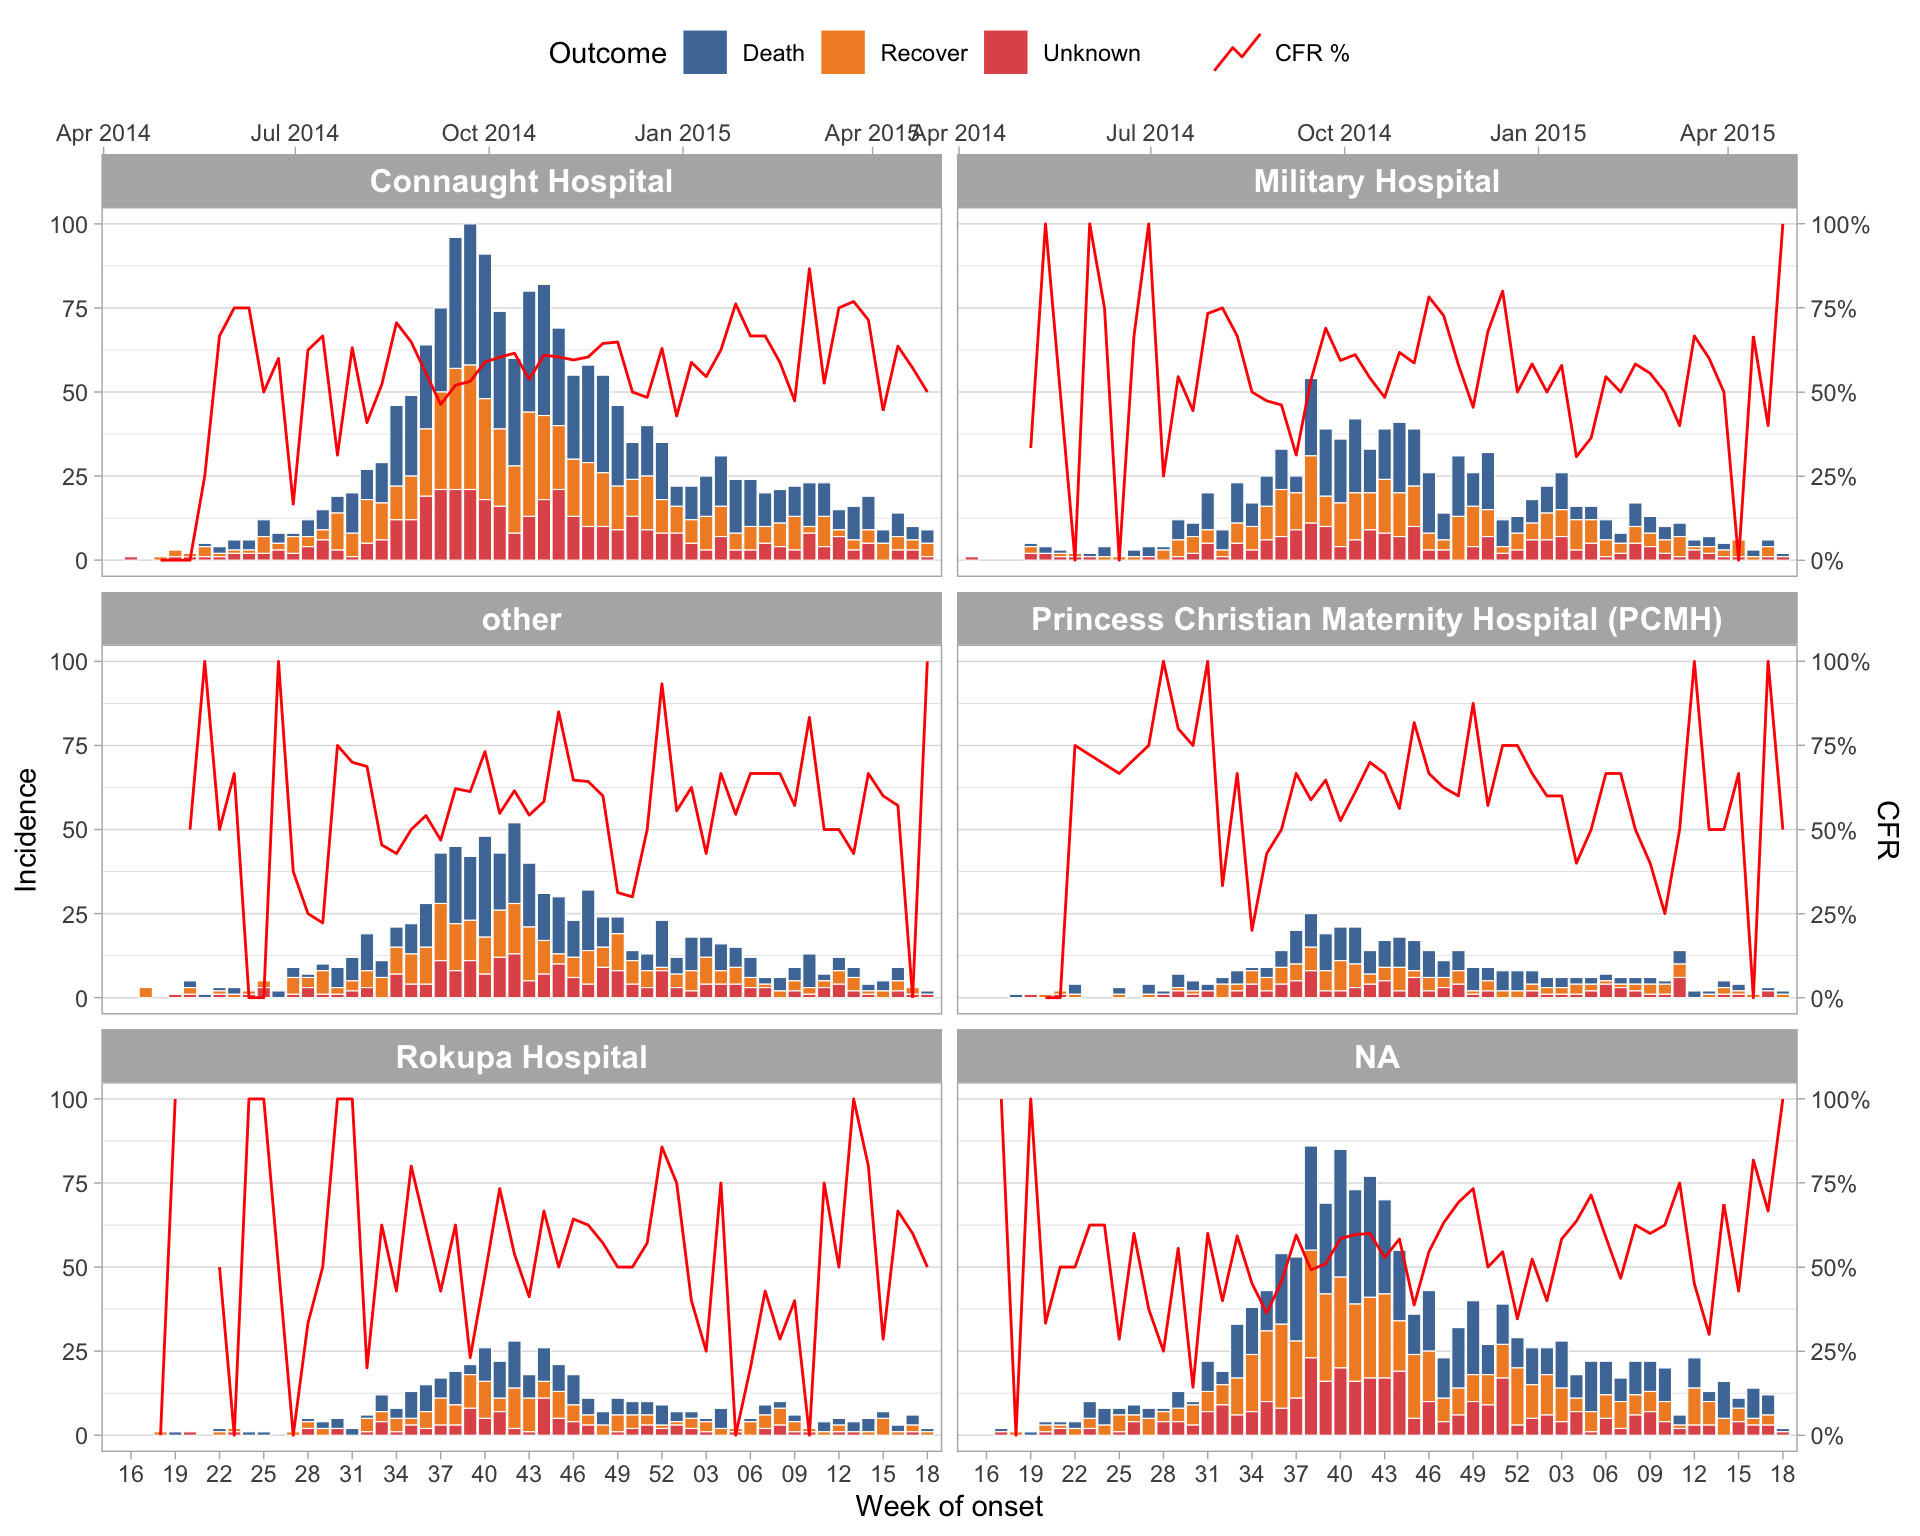 Outcome Death Recover Unknown CFR %
Apr 2014 Jul 2014 Oct 2014 Jan 2015 Apr 2015 Apr 2014 Jul 2014 Oct 2014 Jan 2015 Apr 2015
Connaught Hospital Military Hospital
100 100%
75 75%
50 50%
25 25%
0 0%
other Princess Christian Maternity Hospital (PCMH)
100 100%
75 75%
50 50%
25 25%
0 0%
Incidence
CFR
Rokupa Hospital NA
100 100%
75 75%
50 50%
25 25%
0 0%
16 19 22 25 28 31 34 37 40 43 46 49 52 03 06 09 12 15 18 16 19 22 25 28 31 34 37 40 43 46 49 52 03 06 09 12 15 18
Week of onset